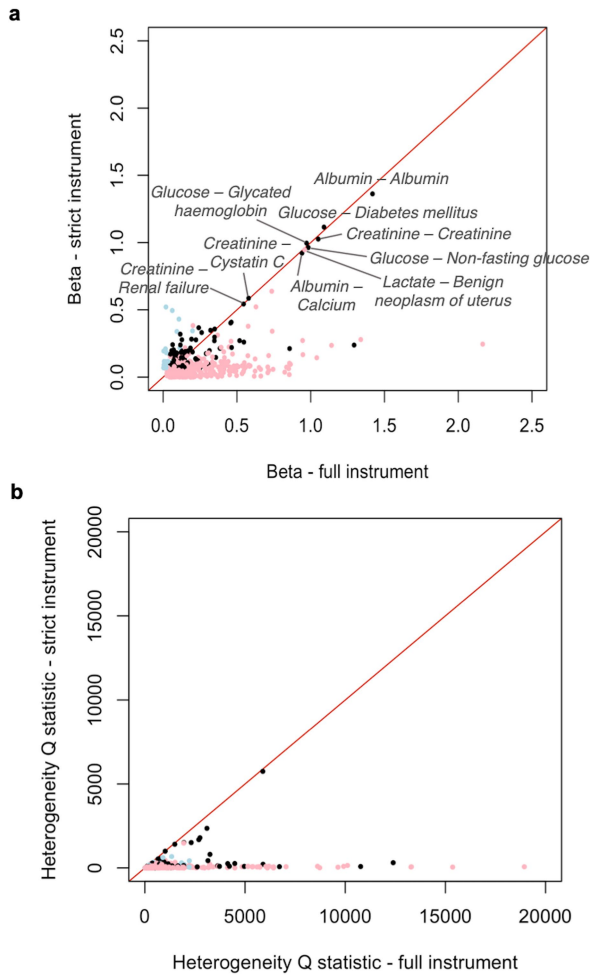 a
2.5
2.0
1.5
1.0
0.5
0.0
Beta - strict instrument
Albumin – Albumin
Glucose – Glycated
haemoglobin
Glucose – Diabetes mellitus
Creatinine – Creatinine
Creatinine –
Cystatin C
Glucose – Non-fasting glucose
Creatinine –
Renal failure
Albumin –
Calcium
Lactate – Benign
neoplasm of uterus
0.0 0.5 1.0 1.5 2.0 2.5
Beta - full instrument
b
20000
15000
10000
5000
0
Heterogeneity Q statistic - strict instrument
0 5000 10000 15000 20000
Heterogeneity Q statistic - full instrument